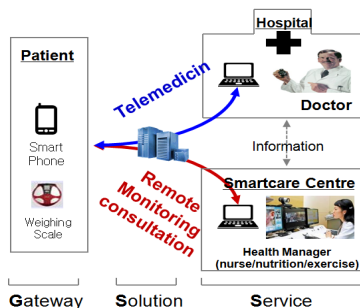 Hospital
Patient
Doctor
Telemedicin
Smart
Phone
Information
Weighing
Scale
Remote
Monitoring
consultation
Smartcare Centre
Health Manager
(nurse/nutrition/exercise)
Gateway
Solution
Service